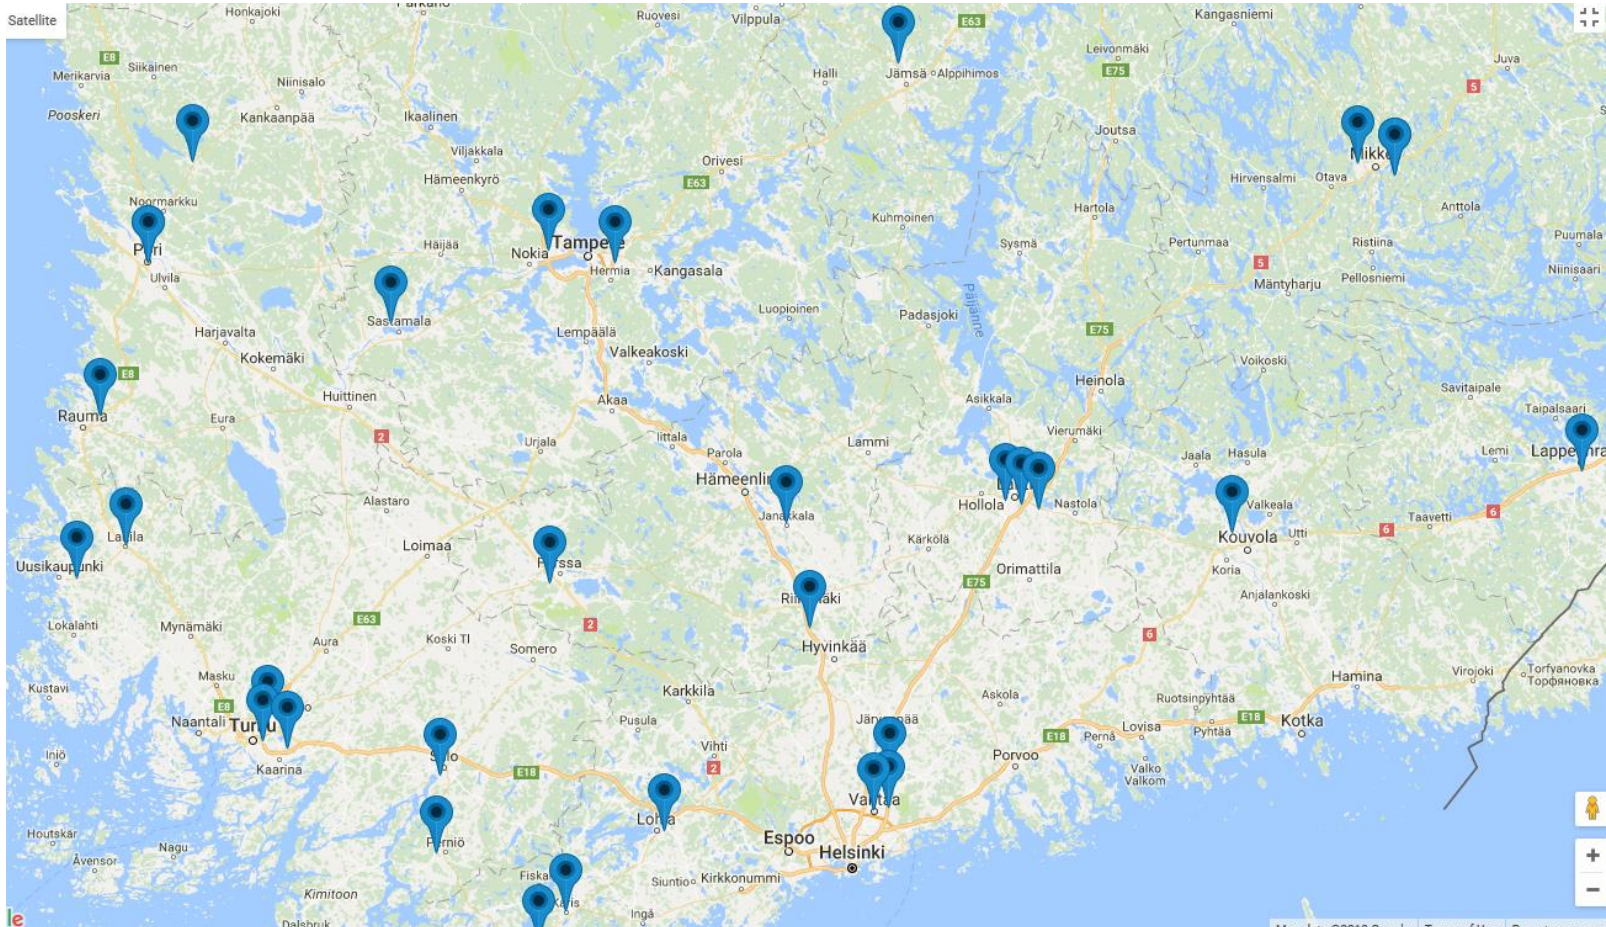 Satellite
Honkajoki
Ruovesi
Vilppula
E63
Kangasniemi
Leivonmäki
E8
Siikainen
Merikarvia
Niinisalo
Halli
Jämsä
Alppihimos
E75
Juva
5
Pooskeri
Kankaanpää
Ikaalinen
Joutsa
Viljakkala
Orivesi
Hämeenkyrö
E63
Hirvensalmi
Otava
Noormarkku
Hartola
Anttola
Kuhmoinen
Puumala
Häijää
Nokia
Sysmä
Pertunmaa
Ristiina
Ulvila
Hermia
Kangasala
5
Pellosniemi
Niinisaari
Mäntyharju
Päijänne
Luopioinen
Padasjoki
Sastamala
Harjavalta
Lempäälä
E75
Kokemäki
Valkeakoski
Voikoski
E8
Heinola
Savitaipale
Huittinen
Akaa
Asikkala
Taipalsaari
Rauma
Eura
2
Urjala
Iittala
Lammi
Vierumäki
Parola
Jaala
Hasula
Lemi
Alastaro
Hollola
Nastola
Valkeala
6
Taavetti
6
Loimaa
Kärkölä
Kouvola
Utti
Uusikaupunki
Orimattila
Koria
E75
Anjalankoski
Lokalahti
Mynämäki
E63
2
Aura
Koski Tl
Somero
Hyvinkää
6
Masku
Kustavi
Karkkila
Askola
Hamina
Virojoki
Torfyanovka
Торфяновка
Ruotsinpyhtää
E8
Naantali
Pusula
E18
Kotka
Lovisa
Pyhtää
E18
Pernå
Iniö
Kaarina
Vihti
2
Porvoo
E18
Valko
Valkom
Houtskär
Nagu
Åvensor
Espoo
Helsinki
Siuntio
Kirkkonummi
Kimitoon
Ingå
Dalsbruk